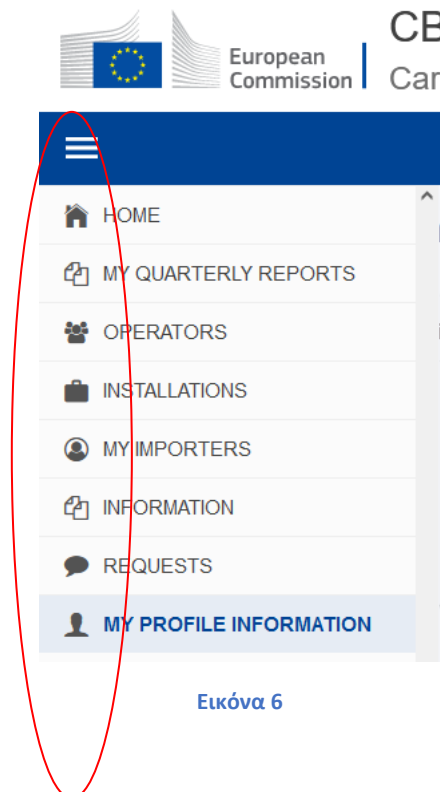 European
Commission
CB
Car
HOME
MY QUARTERLY REPORTS
OPERATORS
INSTALLATIONS
MY IMPORTERS
INFORMATION
REQUESTS
MY PROFILE INFORMATION
Εικόνα 6